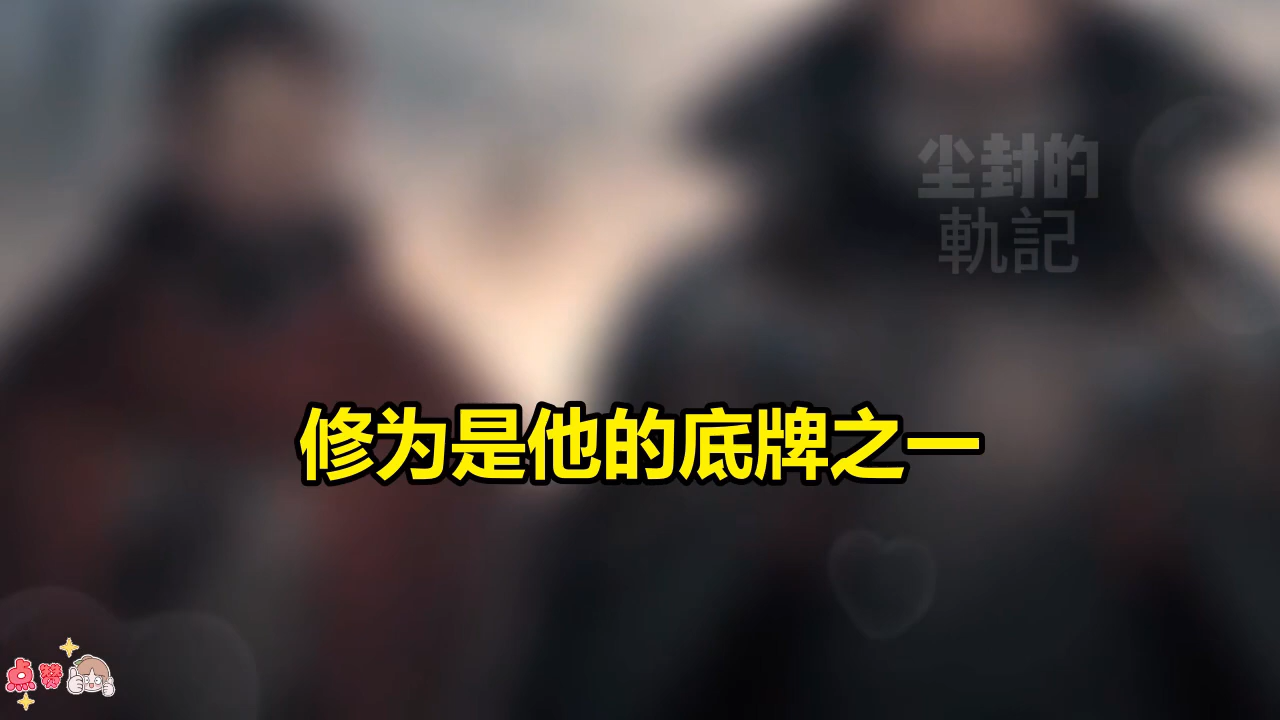 尘封的
軌記
修为是他的底牌之一
点赞